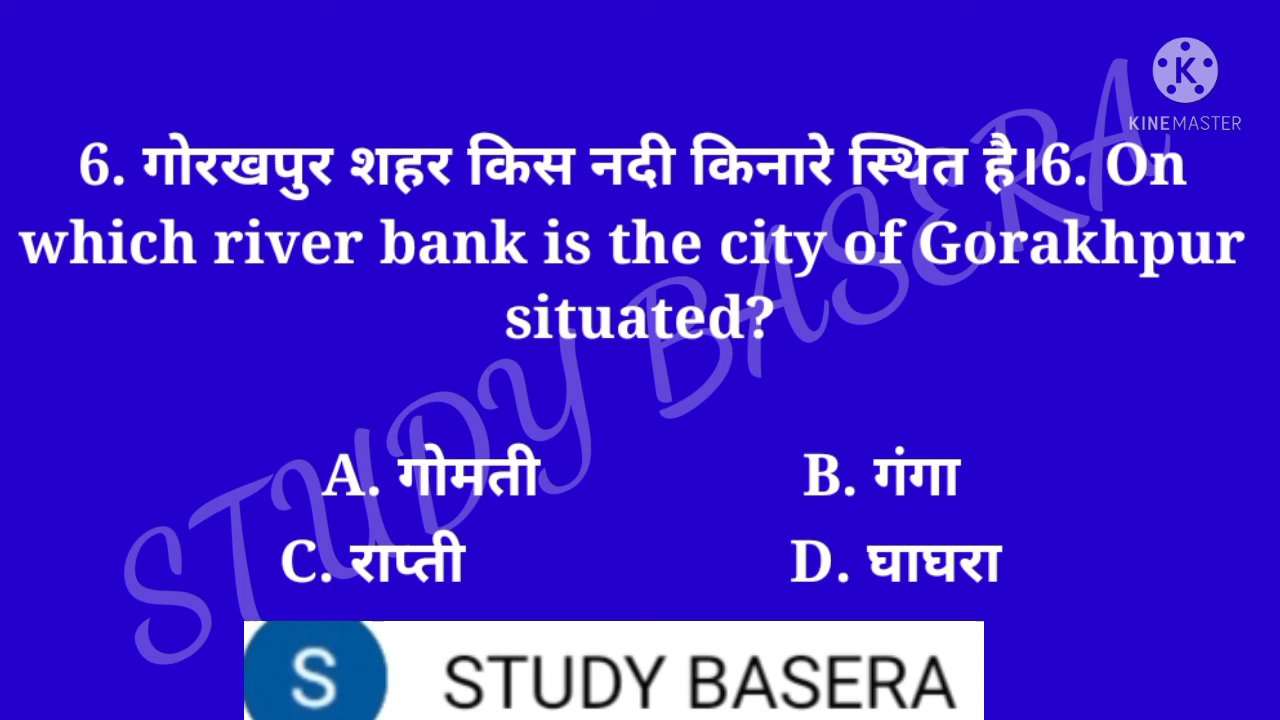 K
KINEMASTER
6. गोरखपुर शहर किस नदी किनारे स्थित है।6. On
which river bank is the city of Gorakhpur
situated?
STUDY BASERA
A. गोमती B. गंगा
C. राप्ती D. घाघरा
S STUDY BASERA